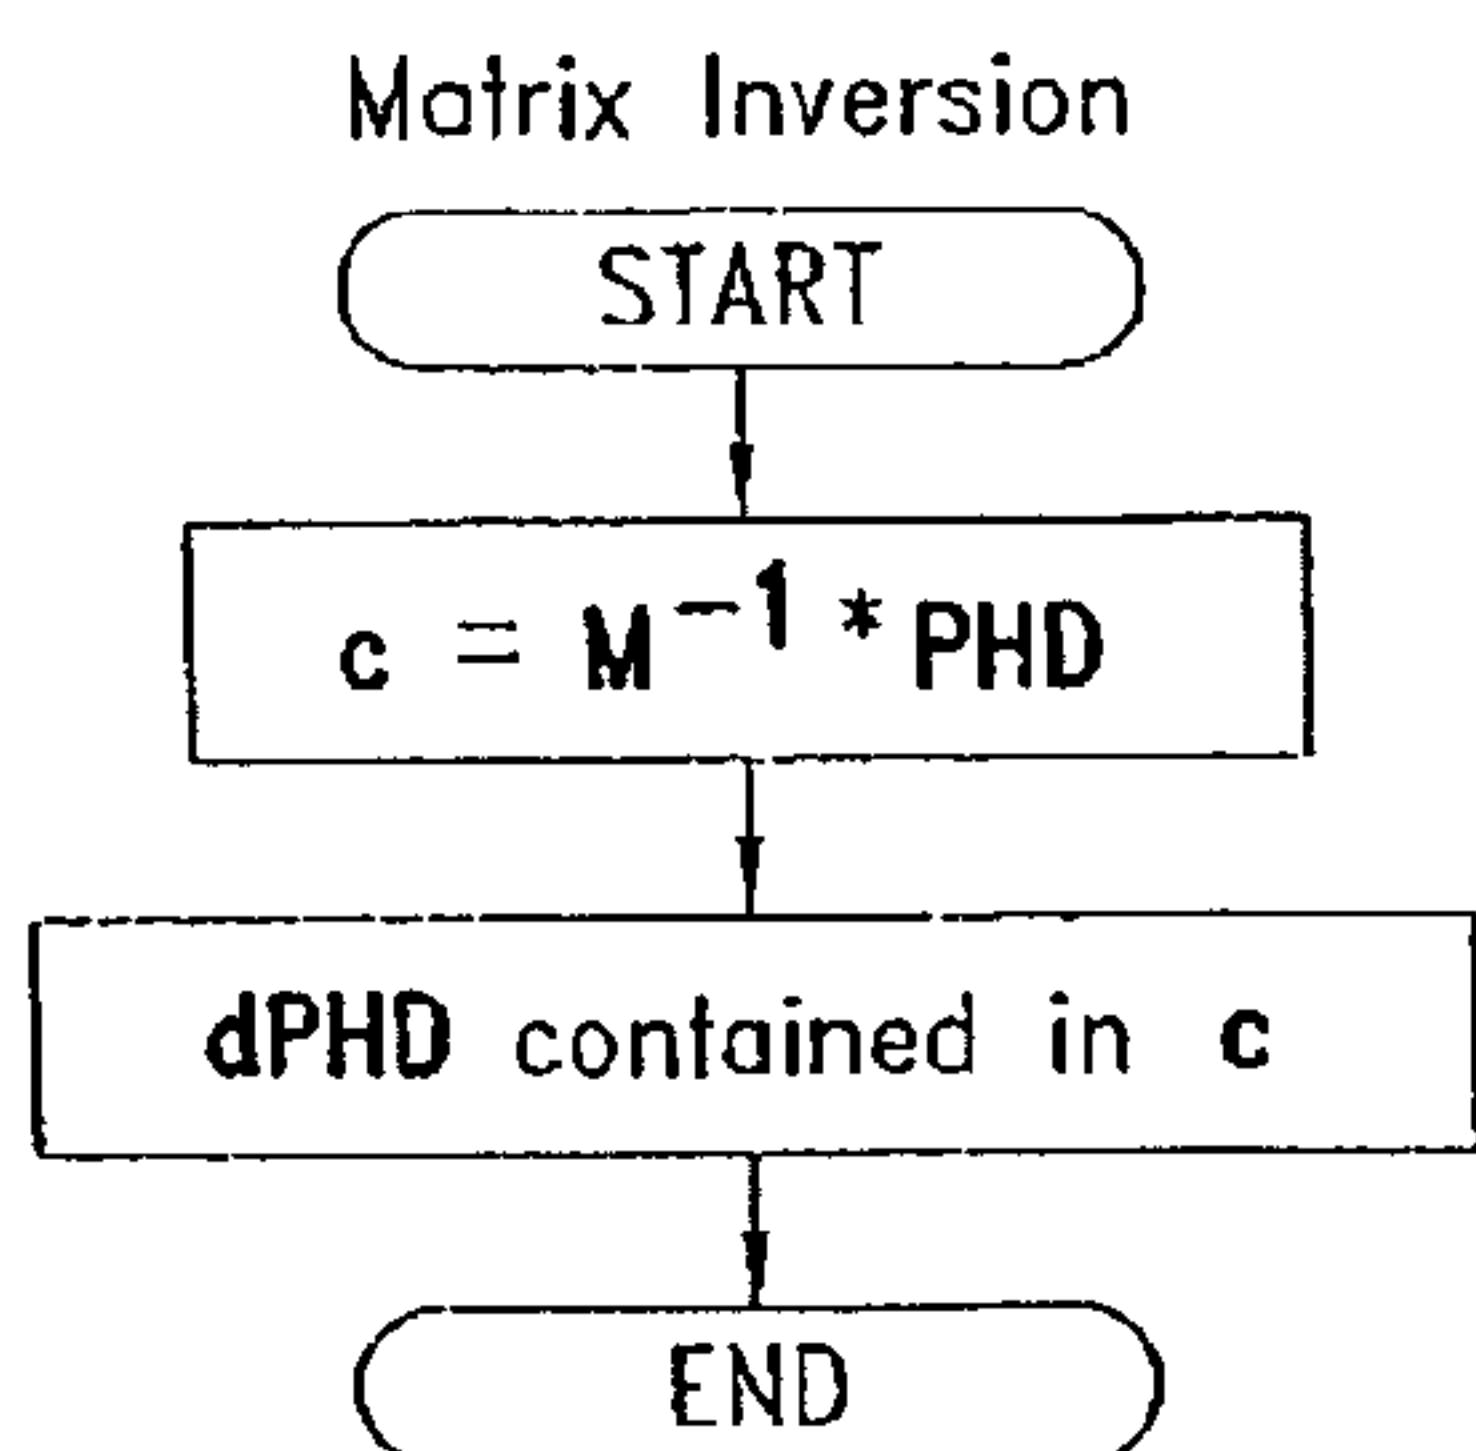 Matrix Inversion
START
c = M⁻¹ * PHD
dPHD contained in c
END